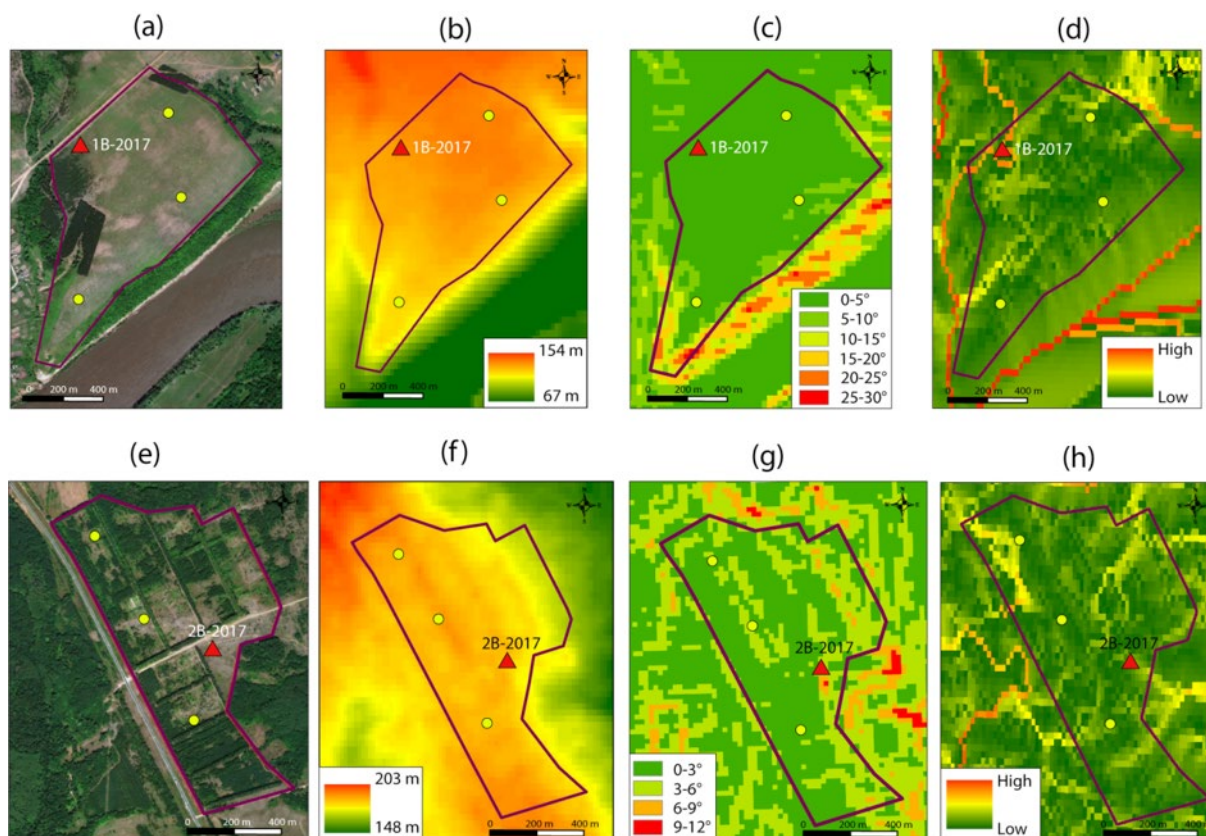 (a)
(b)
(c)
(d)
1B-2017
1B-2017
1B-2017
1B-2017
0 200 m 400 m
154 m
67 m
0 200 m 400 m
0-5°
5-10°
10-15°
15-20°
20-25°
25-30°
0 200 m 400 m
High
Low
0 200 m 400 m
(e)
(f)
(g)
(h)
2B-2017
2B-2017
2B-2017
2B-2017
0 200 m 400 m
203 m
148 m
0 200 m 400 m
0-3°
3-6°
6-9°
9-12°
0 200 m 400 m
High
Low
0 200 m 400 m